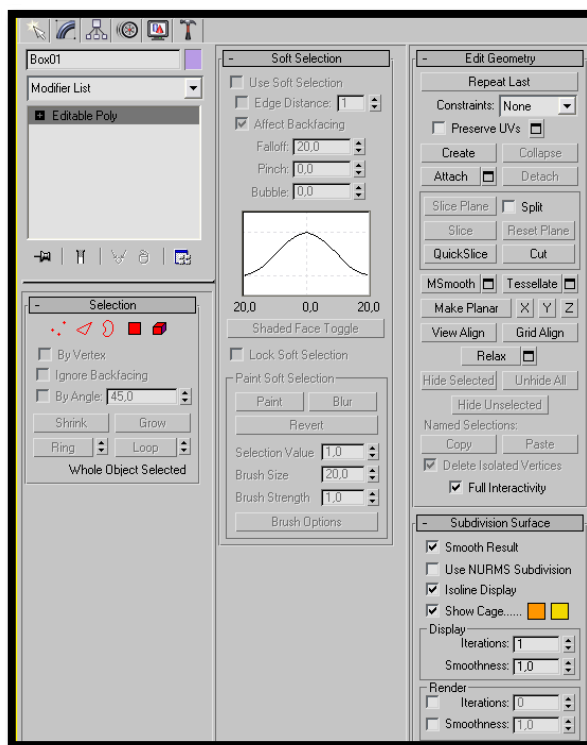 Box01
Modifier List
Editable Poly
- Selection
By Vertex
Ignore Backfacing
By Angle: 45,0
Shrink Grow
Ring Loop
Whole Object Selected
- Soft Selection
Use Soft Selection
Edge Distance: 1
Affect Backfacing
Falloff: 20,0
Pinch: 0,0
Bubble: 0,0
20,0 0,0 20,0
Shaded Face Toggle
Lock Soft Selection
Paint Soft Selection
Paint Blur
Revert
Selection Value 1,0
Brush Size 20,0
Brush Strength 1,0
Brush Options
- Edit Geometry
Repeat Last
Constraints: None
Preserve UVs
Create Collapse
Attach Detach
Slice Plane Split
Slice Reset Plane
QuickSlice Cut
MSmooth Tessellate
Make Planar X Y Z
View Align Grid Align
Relax
Hide Selected Unhide All
Hide Unselected
Named Selections:
Copy Paste
Delete Isolated Vertices
Full Interactivity
- Subdivision Surface
Smooth Result
Use NURMS Subdivision
Isoline Display
Show Cage......
Display
Iterations: 1
Smoothness: 1,0
Render
Iterations: 0
Smoothness: 1,0